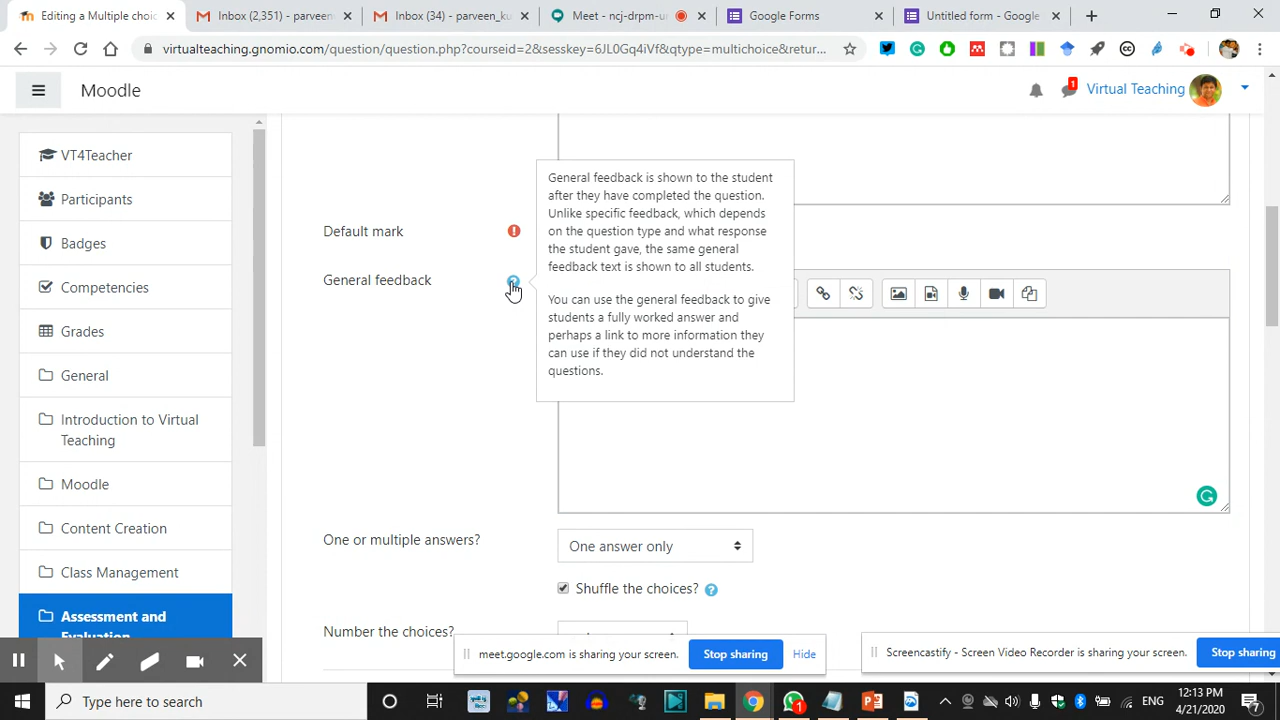 Editing a Multiple choic
Inbox (2,351) - parveen
Inbox (34) - parveen_ku
Meet - ncj-drpm-u
Google Forms
Untitled form - Google
virtualteaching.gnomio.com/question/question.php?courseid=2&sesskey=6JL0Gq4iVf&qtype=multichoice&retur...
Moodle
1
Virtual Teaching
VT4Teacher
Participants
Badges
Competencies
Grades
General
Introduction to Virtual
Teaching
Moodle
Content Creation
Class Management
Assessment and
Evaluation
Default mark
General feedback
General feedback is shown to the student
after they have completed the question.
Unlike specific feedback, which depends
on the question type and what response
the student gave, the same general
feedback text is shown to all students.
You can use the general feedback to give
students a fully worked answer and
perhaps a link to more information they
can use if they did not understand the
questions.
One or multiple answers?
One answer only
Shuffle the choices?
Number the choices?
meet.google.com is sharing your screen.
Stop sharing
Hide
Screencastify - Screen Video Recorder is sharing your screen.
Stop sharing
Type here to search
ENG
12:13 PM
4/21/2020